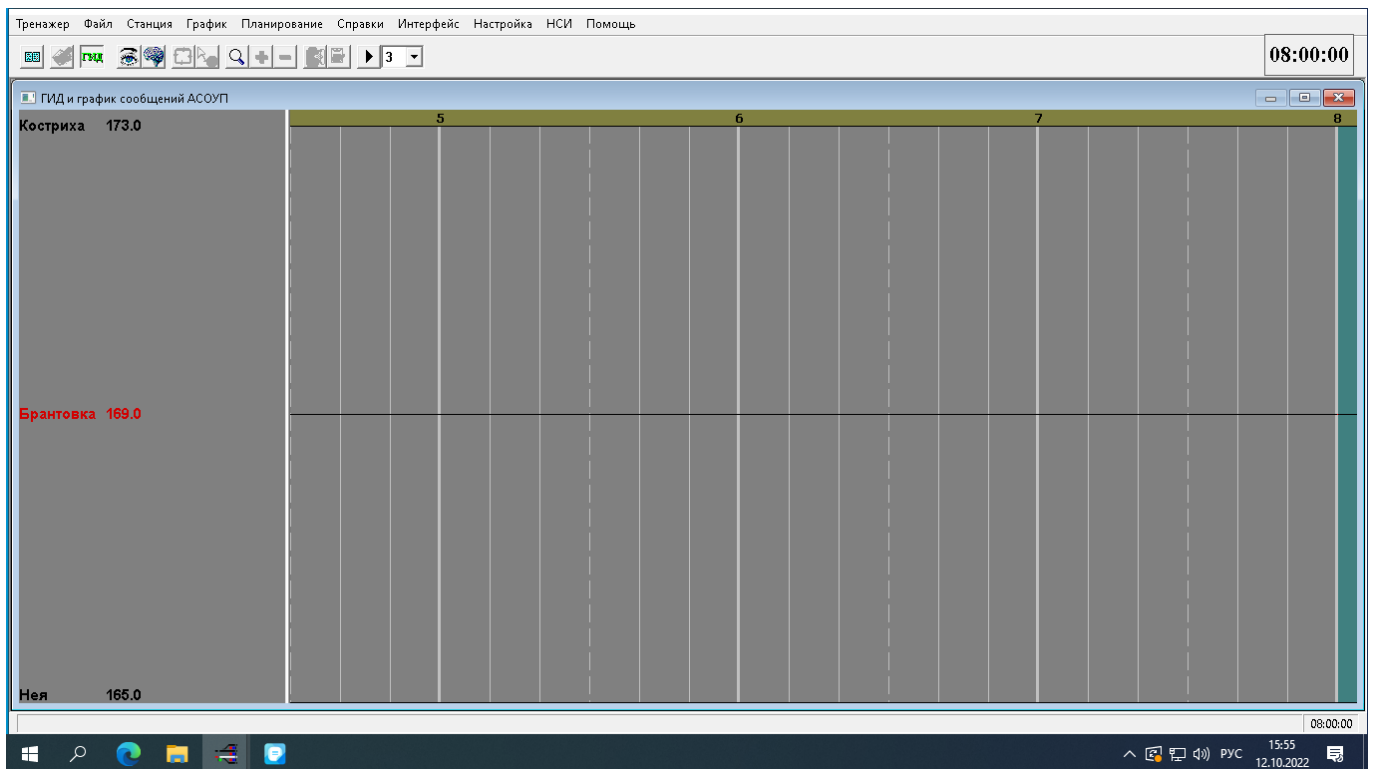 Тренажер Файл Станция График Планирование Справки Интерфейс Настройка НСИ Помощь
ГИД 3 08:00:00
ГИД и график сообщений АСОУП
5 6 7 8
Костриха 173.0
Брантовка 169.0
Нея 165.0
08:00:00
РУС 15:55
12.10.2022